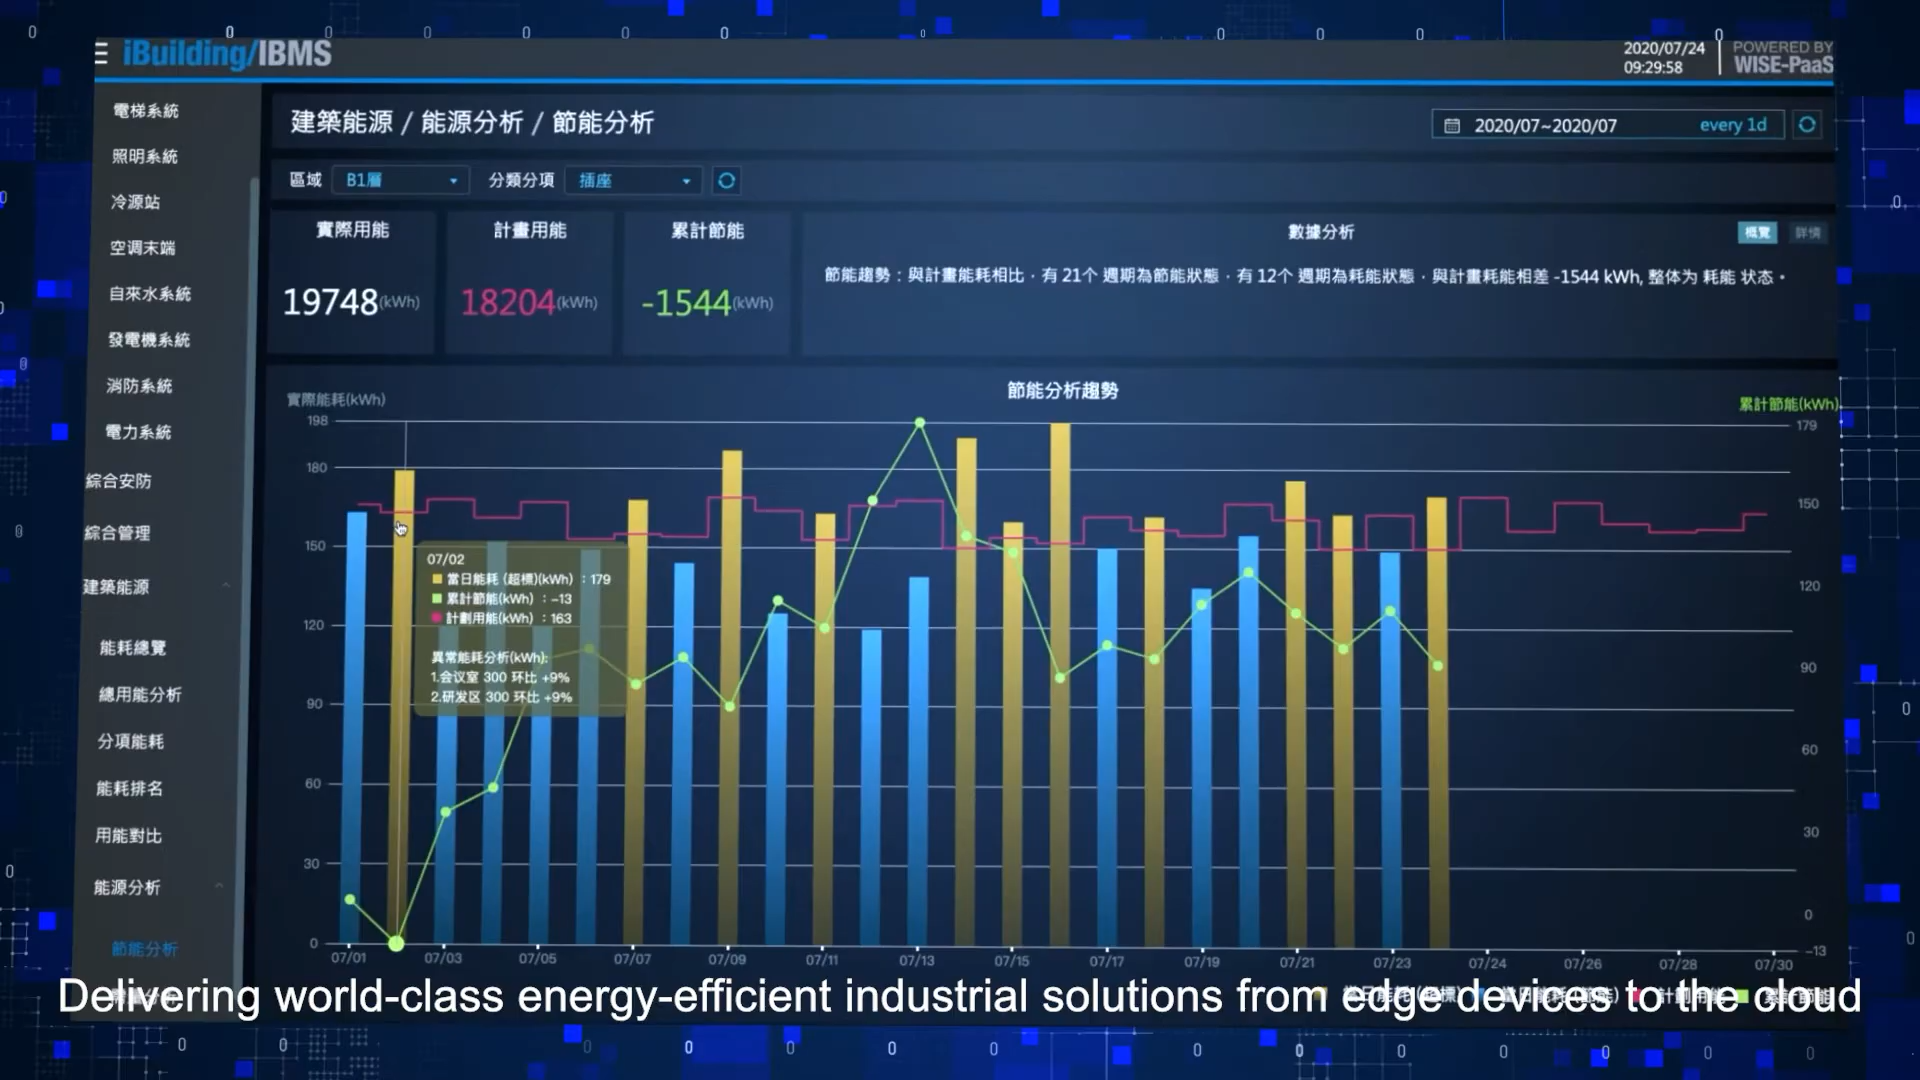 iBuilding/IBMS
2020/07/24
09:29:58
POWERED BY
WISE-PaaS
電梯系統
照明系統
冷源站
空调末端
自來水系統
發電機系統
消防系統
電力系統
綜合安防
綜合管理
建築能源
能耗總覽
總用能分析
分項能耗
能耗排名
用能對比
能源分析
節能分析
建築能源 / 能源分析 / 節能分析
2020/07~2020/07
every 1d
區域
B1層
分類分項
插座
實際用能
19748(kWh)
計畫用能
18204(kWh)
累計節能
-1544(kWh)
數據分析
概覽
詳情
節能趨勢：與計畫能耗相比，有 21个 週期為節能狀態，有 12个 週期為耗能狀態，與計畫耗能相差 -1544 kWh, 整体为 耗能 状态。
節能分析趨勢
實際能耗(kWh)
累計節能(kWh)
198
180
150
120
90
60
30
0
179
150
120
90
60
30
0
-13
07/02
當日能耗 (超標)(kWh) : 179
累計節能(kWh) : -13
計劃用能(kWh) : 163
異常能耗分析(kWh):
1.会议室 300 环比 +9%
2.研发区 300 环比 +9%
07/01
07/03
07/05
07/07
07/09
07/11
07/13
07/15
07/17
07/19
07/21
07/23
07/24
07/26
07/28
07/30
Delivering world-class energy-efficient industrial solutions from edge devices to the cloud